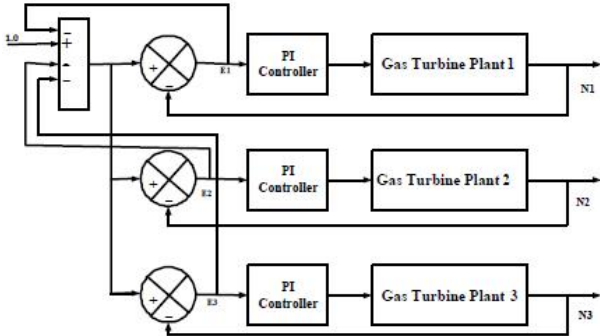 1.0
−
+
−
−
+
−
E1
PI
Controller
Gas Turbine Plant 1
N1
+
−
E2
PI
Controller
Gas Turbine Plant 2
N2
+
−
E3
PI
Controller
Gas Turbine Plant 3
N3